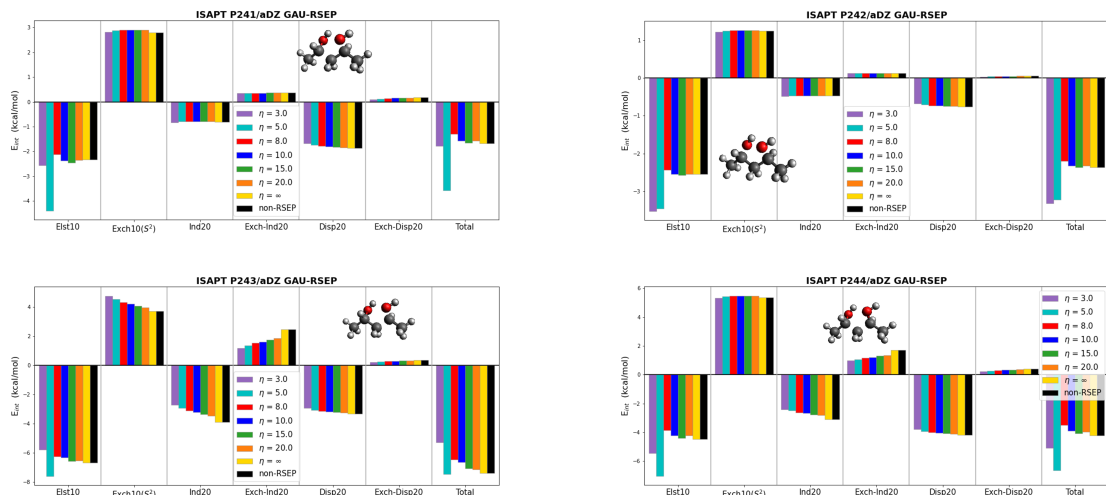 ISAPT P241/aDZ GAU-RSEP
E_int (kcal/mol)
3
2
1
0
−1
−2
−3
−4
η = 3.0
η = 5.0
η = 8.0
η = 10.0
η = 15.0
η = 20.0
η = ∞
non-RSEP
Elst10 Exch10(S²) Ind20 Exch-Ind20 Disp20 Exch-Disp20 Total
ISAPT P242/aDZ GAU-RSEP
E_int (kcal/mol)
1
0
−1
−2
−3
η = 3.0
η = 5.0
η = 8.0
η = 10.0
η = 15.0
η = 20.0
η = ∞
non-RSEP
Elst10 Exch10(S²) Ind20 Exch-Ind20 Disp20 Exch-Disp20 Total
ISAPT P243/aDZ GAU-RSEP
E_int (kcal/mol)
4
2
0
−2
−4
−6
−8
η = 3.0
η = 5.0
η = 8.0
η = 10.0
η = 15.0
η = 20.0
η = ∞
non-RSEP
Elst10 Exch10(S²) Ind20 Exch-Ind20 Disp20 Exch-Disp20 Total
ISAPT P244/aDZ GAU-RSEP
E_int (kcal/mol)
6
4
2
0
−2
−4
−6
−8
η = 3.0
η = 5.0
η = 8.0
η = 10.0
η = 15.0
η = 20.0
η = ∞
non-RSEP
Elst10 Exch10(S²) Ind20 Exch-Ind20 Disp20 Exch-Disp20 Total